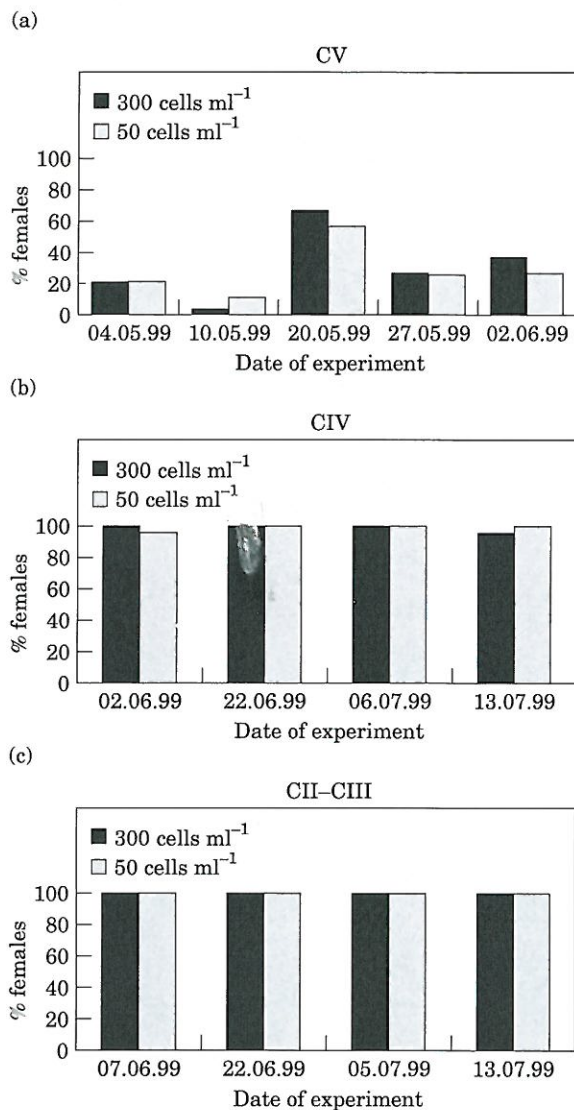 (a)
CV
300 cells ml⁻¹
50 cells ml⁻¹
100
80
60
40
20
0
% females
04.05.99 10.05.99 20.05.99 27.05.99 02.06.99
Date of experiment
(b)
CIV
300 cells ml⁻¹
50 cells ml⁻¹
100
80
60
40
20
0
% females
02.06.99 22.06.99 06.07.99 13.07.99
Date of experiment
(c)
CII–CIII
300 cells ml⁻¹
50 cells ml⁻¹
100
80
60
40
20
0
% females
07.06.99 22.06.99 05.07.99 13.07.99
Date of experiment